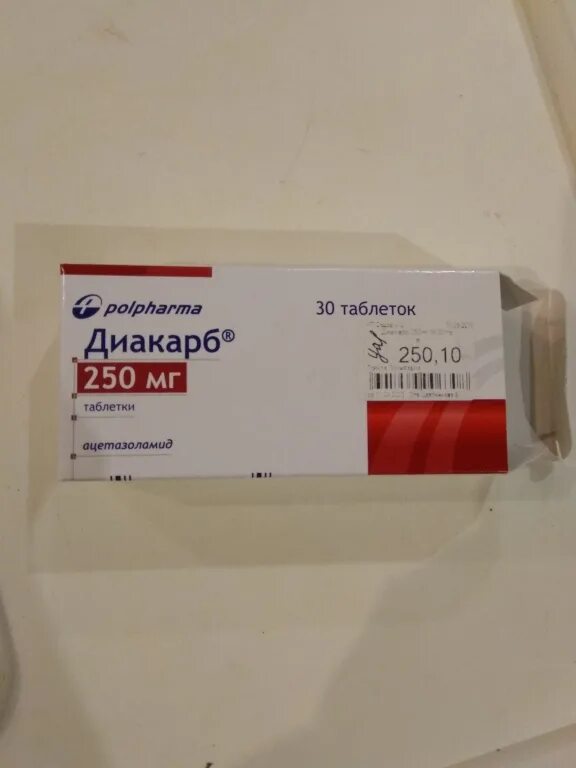 polpharma
Диакарб®
250 мг
таблетки
ацетазоламид
30 таблеток
250,10